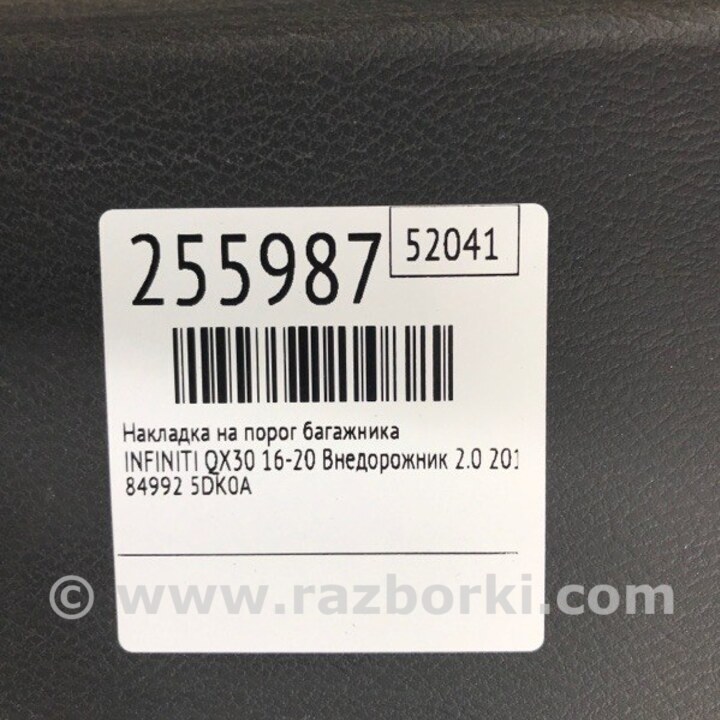 255987
52041
Накладка на порог багажника
INFINITI QX30 16-20 Внедорожник 2.0 201
84992 5DK0A
© www.razborki.com